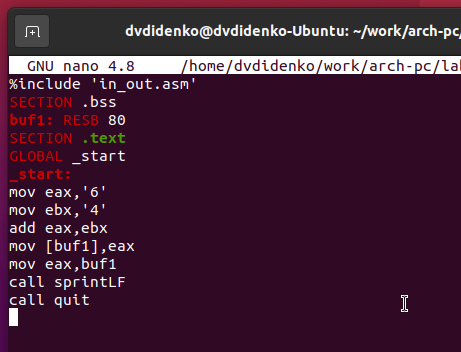 dvdidenko@dvdidenko-Ubuntu: ~/work/arch-pc/
GNU nano 4.8 /home/dvdidenko/work/arch-pc/lab
%include 'in_out.asm'
SECTION .bss
buf1: RESB 80
SECTION .text
GLOBAL _start
_start:
mov eax,'6'
mov ebx,'4'
add eax,ebx
mov [buf1],eax
mov eax,buf1
call sprintLF
call quit